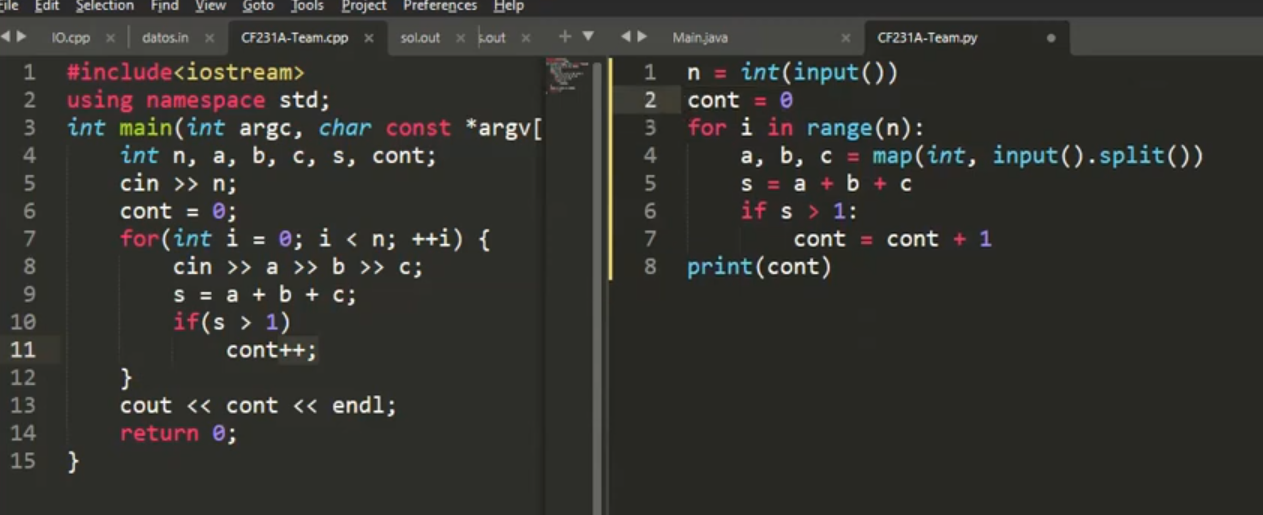 File Edit Selection Find View Goto Tools Project Preferences Help
IO.cpp × datos.in × CF231A-Team.cpp × sol.out × s.out × + ▼
Main.java × CF231A-Team.py
1 #include<iostream>
2 using namespace std;
3 int main(int argc, char const *argv[
4 int n, a, b, c, s, cont;
5 cin >> n;
6 cont = 0;
7 for(int i = 0; i < n; ++i) {
8 cin >> a >> b >> c;
9 s = a + b + c;
10 if(s > 1)
11 cont++;
12 }
13 cout << cont << endl;
14 return 0;
15 }
1 n = int(input())
2 cont = 0
3 for i in range(n):
4 a, b, c = map(int, input().split())
5 s = a + b + c
6 if s > 1:
7 cont = cont + 1
8 print(cont)